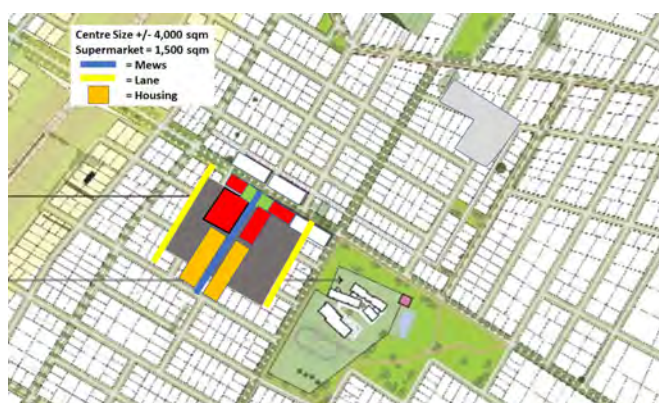 Centre Size +/- 4,000 sqm
Supermarket = 1,500 sqm
= Mews
= Lane
= Housing